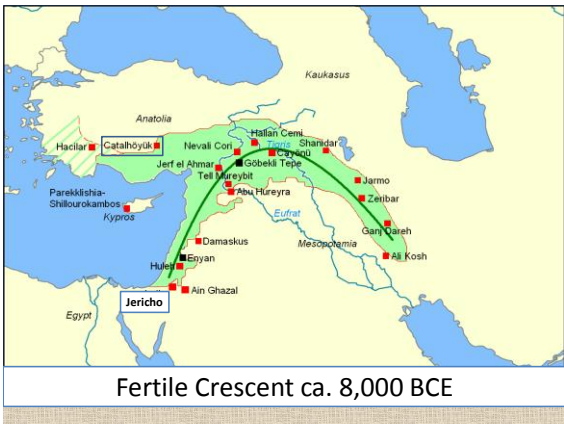 Kaukasus
Anatolia
Hallan Cemi
Hacilar
Catalhöyük
Nevali Cori
Tigris
Shanidar
Cayönü
Jerf el Ahmar
Göbekli Tepe
Tell Mureybit
Jarmo
Parekklishia-
Shillourokambos
Abu Hureyra
Zeribar
Kypros
Eufrat
Ganj Dareh
Damaskus
Mesopotamia
Enyan
Ali Kosh
Huleh
Jericho
Ain Ghazal
Egypt
Fertile Crescent ca. 8,000 BCE